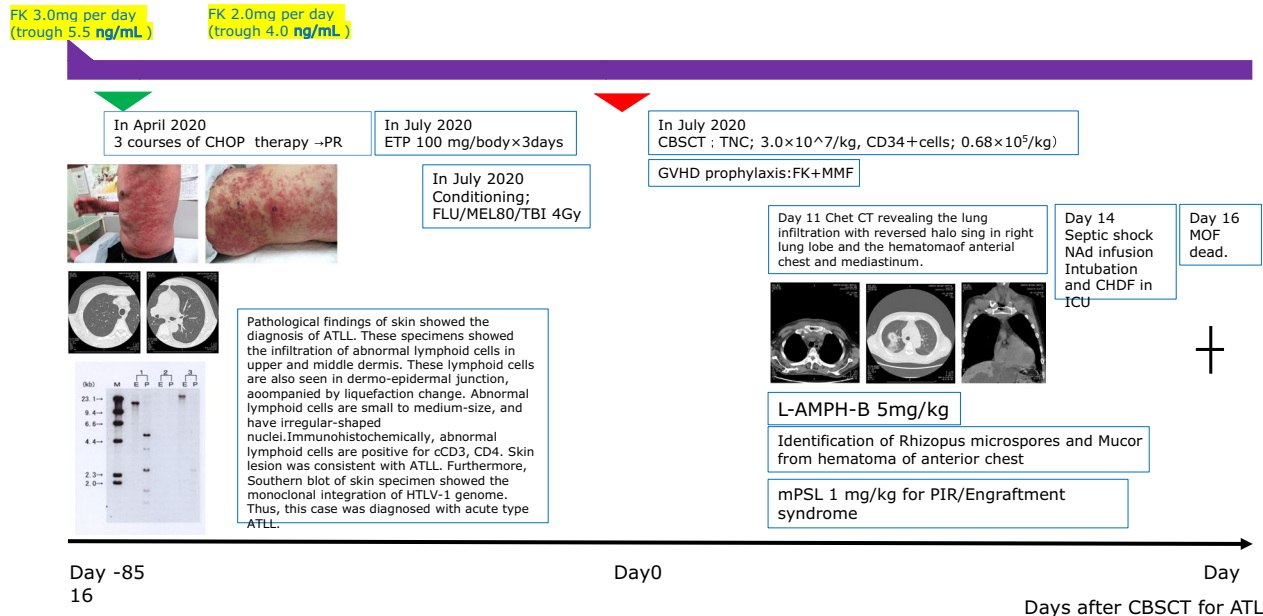 FK 3.0mg per day
(trough 5.5 ng/mL )
FK 2.0mg per day
(trough 4.0 ng/mL )
In April 2020
3 courses of CHOP therapy →PR
In July 2020
ETP 100 mg/body×3days
In July 2020
Conditioning;
FLU/MEL80/TBI 4Gy
In July 2020
CBSCT : TNC; 3.0×10^7/kg, CD34+cells; 0.68×10⁵/kg）
GVHD prophylaxis:FK+MMF
Day 11 Chet CT revealing the lung
infiltration with reversed halo sing in right
lung lobe and the hematomaof anterial
chest and mediastinum.
Day 14
Septic shock
NAd infusion
Intubation
and CHDF in
ICU
Day 16
MOF
dead.
Pathological findings of skin showed the
diagnosis of ATLL. These specimens showed
the infiltration of abnormal lymphoid cells in
upper and middle dermis. These lymphoid cells
are also seen in dermo-epidermal junction,
aoompanied by liquefaction change. Abnormal
lymphoid cells are small to medium-size, and
have irregular-shaped
nuclei.Immunohistochemically, abnormal
lymphoid cells are positive for cCD3, CD4. Skin
lesion was consistent with ATLL. Furthermore,
Southern blot of skin specimen showed the
monoclonal integration of HTLV-1 genome.
Thus, this case was diagnosed with acute type
ATLL.
1 2 3
(kb) M E P E P E P
23.1→
9.4→
6.6→
4.4→
2.3→
2.0→
L-AMPH-B 5mg/kg
Identification of Rhizopus microspores and Mucor
from hematoma of anterior chest
mPSL 1 mg/kg for PIR/Engraftment
syndrome
Day -85
Day0
Day
16
Days after CBSCT for ATL